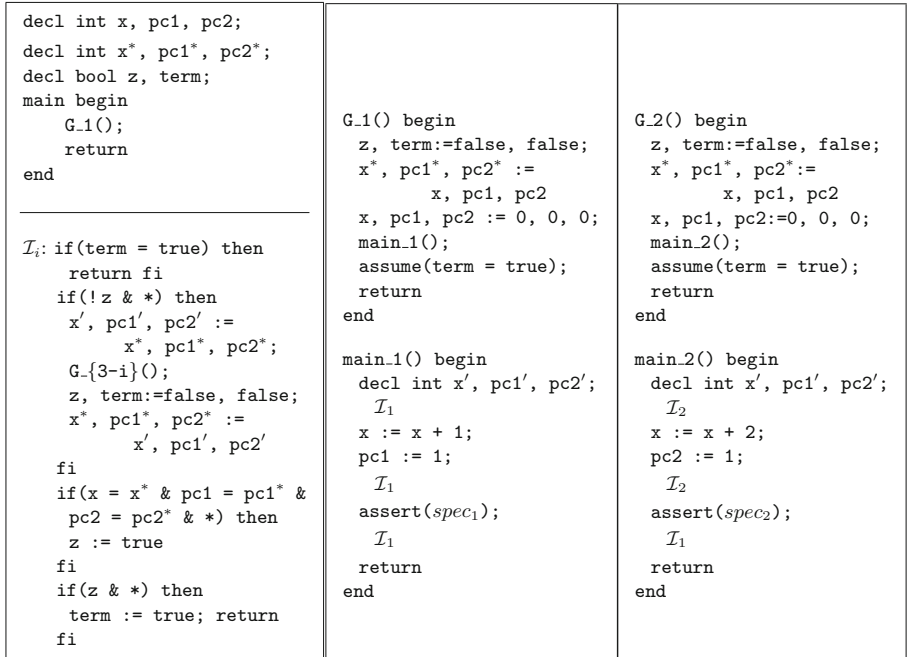 decl int x, pc1, pc2;
decl int x*, pc1*, pc2*;
decl bool z, term;
main begin
G_1();
return
end
ℐᵢ: if(term = true) then
return fi
if(!z & *) then
x′, pc1′, pc2′ :=
x*, pc1*, pc2*;
G_{3-i}();
z, term:=false, false;
x*, pc1*, pc2* :=
x′, pc1′, pc2′
fi
if(x = x* & pc1 = pc1* &
pc2 = pc2* & *) then
z := true
fi
if(z & *) then
term := true; return
fi
G_1() begin
z, term:=false, false;
x*, pc1*, pc2* :=
x, pc1, pc2
x, pc1, pc2 := 0, 0, 0;
main_1();
assume(term = true);
return
end
main_1() begin
decl int x′, pc1′, pc2′;
ℐ₁
x := x + 1;
pc1 := 1;
ℐ₁
assert(spec₁);
ℐ₁
return
end
G_2() begin
z, term:=false, false;
x*, pc1*, pc2*:=
x, pc1, pc2
x, pc1, pc2:=0, 0, 0;
main_2();
assume(term = true);
return
end
main_2() begin
decl int x′, pc1′, pc2′;
ℐ₂
x := x + 2;
pc2 := 1;
ℐ₂
assert(spec₂);
ℐ₁
return
end